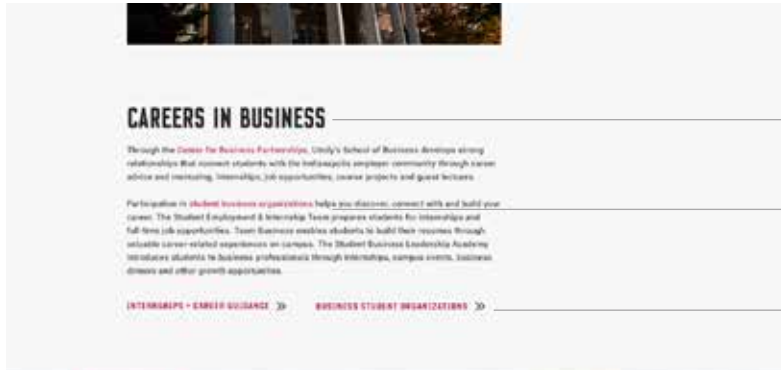 CAREERS IN BUSINESS
Through the Center for Business Partnerships, UIndy's School of Business develops strong
relationships that connect students with the Indianapolis employer community through career
advice and mentoring, internships, job opportunities, course projects and guest lectures.
Participation in student business organizations helps you discover, connect with and build your
career. The Student Employment & Internship Team prepares students for internships and
full-time job opportunities. Team Business enables students to build their resumes through
valuable career-related experiences on campus. The Student Business Leadership Academy
introduces students to business professionals through internships, campus events, business
dinners and other growth opportunities.
INTERNSHIPS + CAREER GUIDANCE »
BUSINESS STUDENT ORGANIZATIONS »